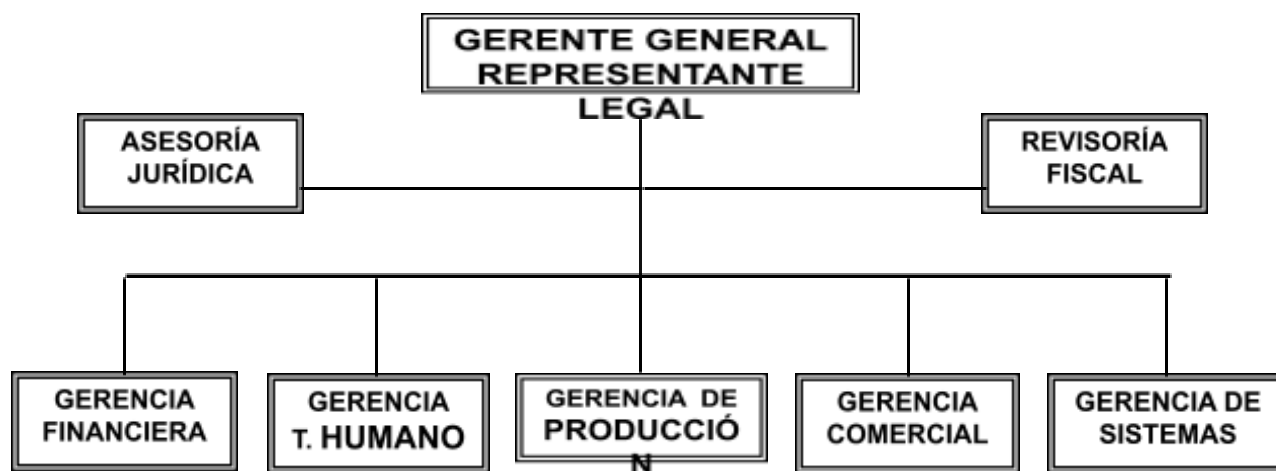 GERENTE GENERAL
REPRESENTANTE
LEGAL
ASESORÍA
JURÍDICA
REVISORÍA
FISCAL
GERENCIA
FINANCIERA
GERENCIA
T. HUMANO
GERENCIA DE
PRODUCCIÓ
N
GERENCIA
COMERCIAL
GERENCIA DE
SISTEMAS